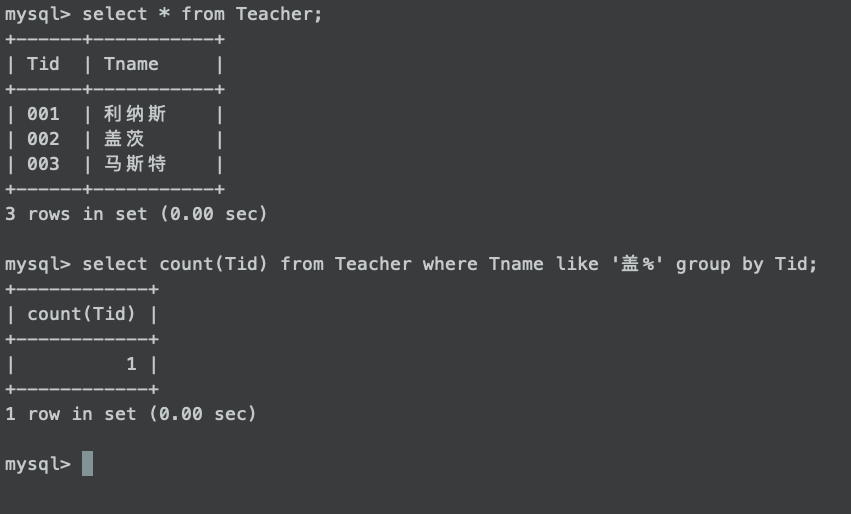 mysql> select * from Teacher;
+------+-----------+
| Tid  | Tname     |
+------+-----------+
| 001  | 利纳斯    |
| 002  | 盖茨      |
| 003  | 马斯特    |
+------+-----------+
3 rows in set (0.00 sec)
mysql> select count(Tid) from Teacher where Tname like '盖%' group by Tid;
+------------+
| count(Tid) |
+------------+
|          1 |
+------------+
1 row in set (0.00 sec)
mysql>